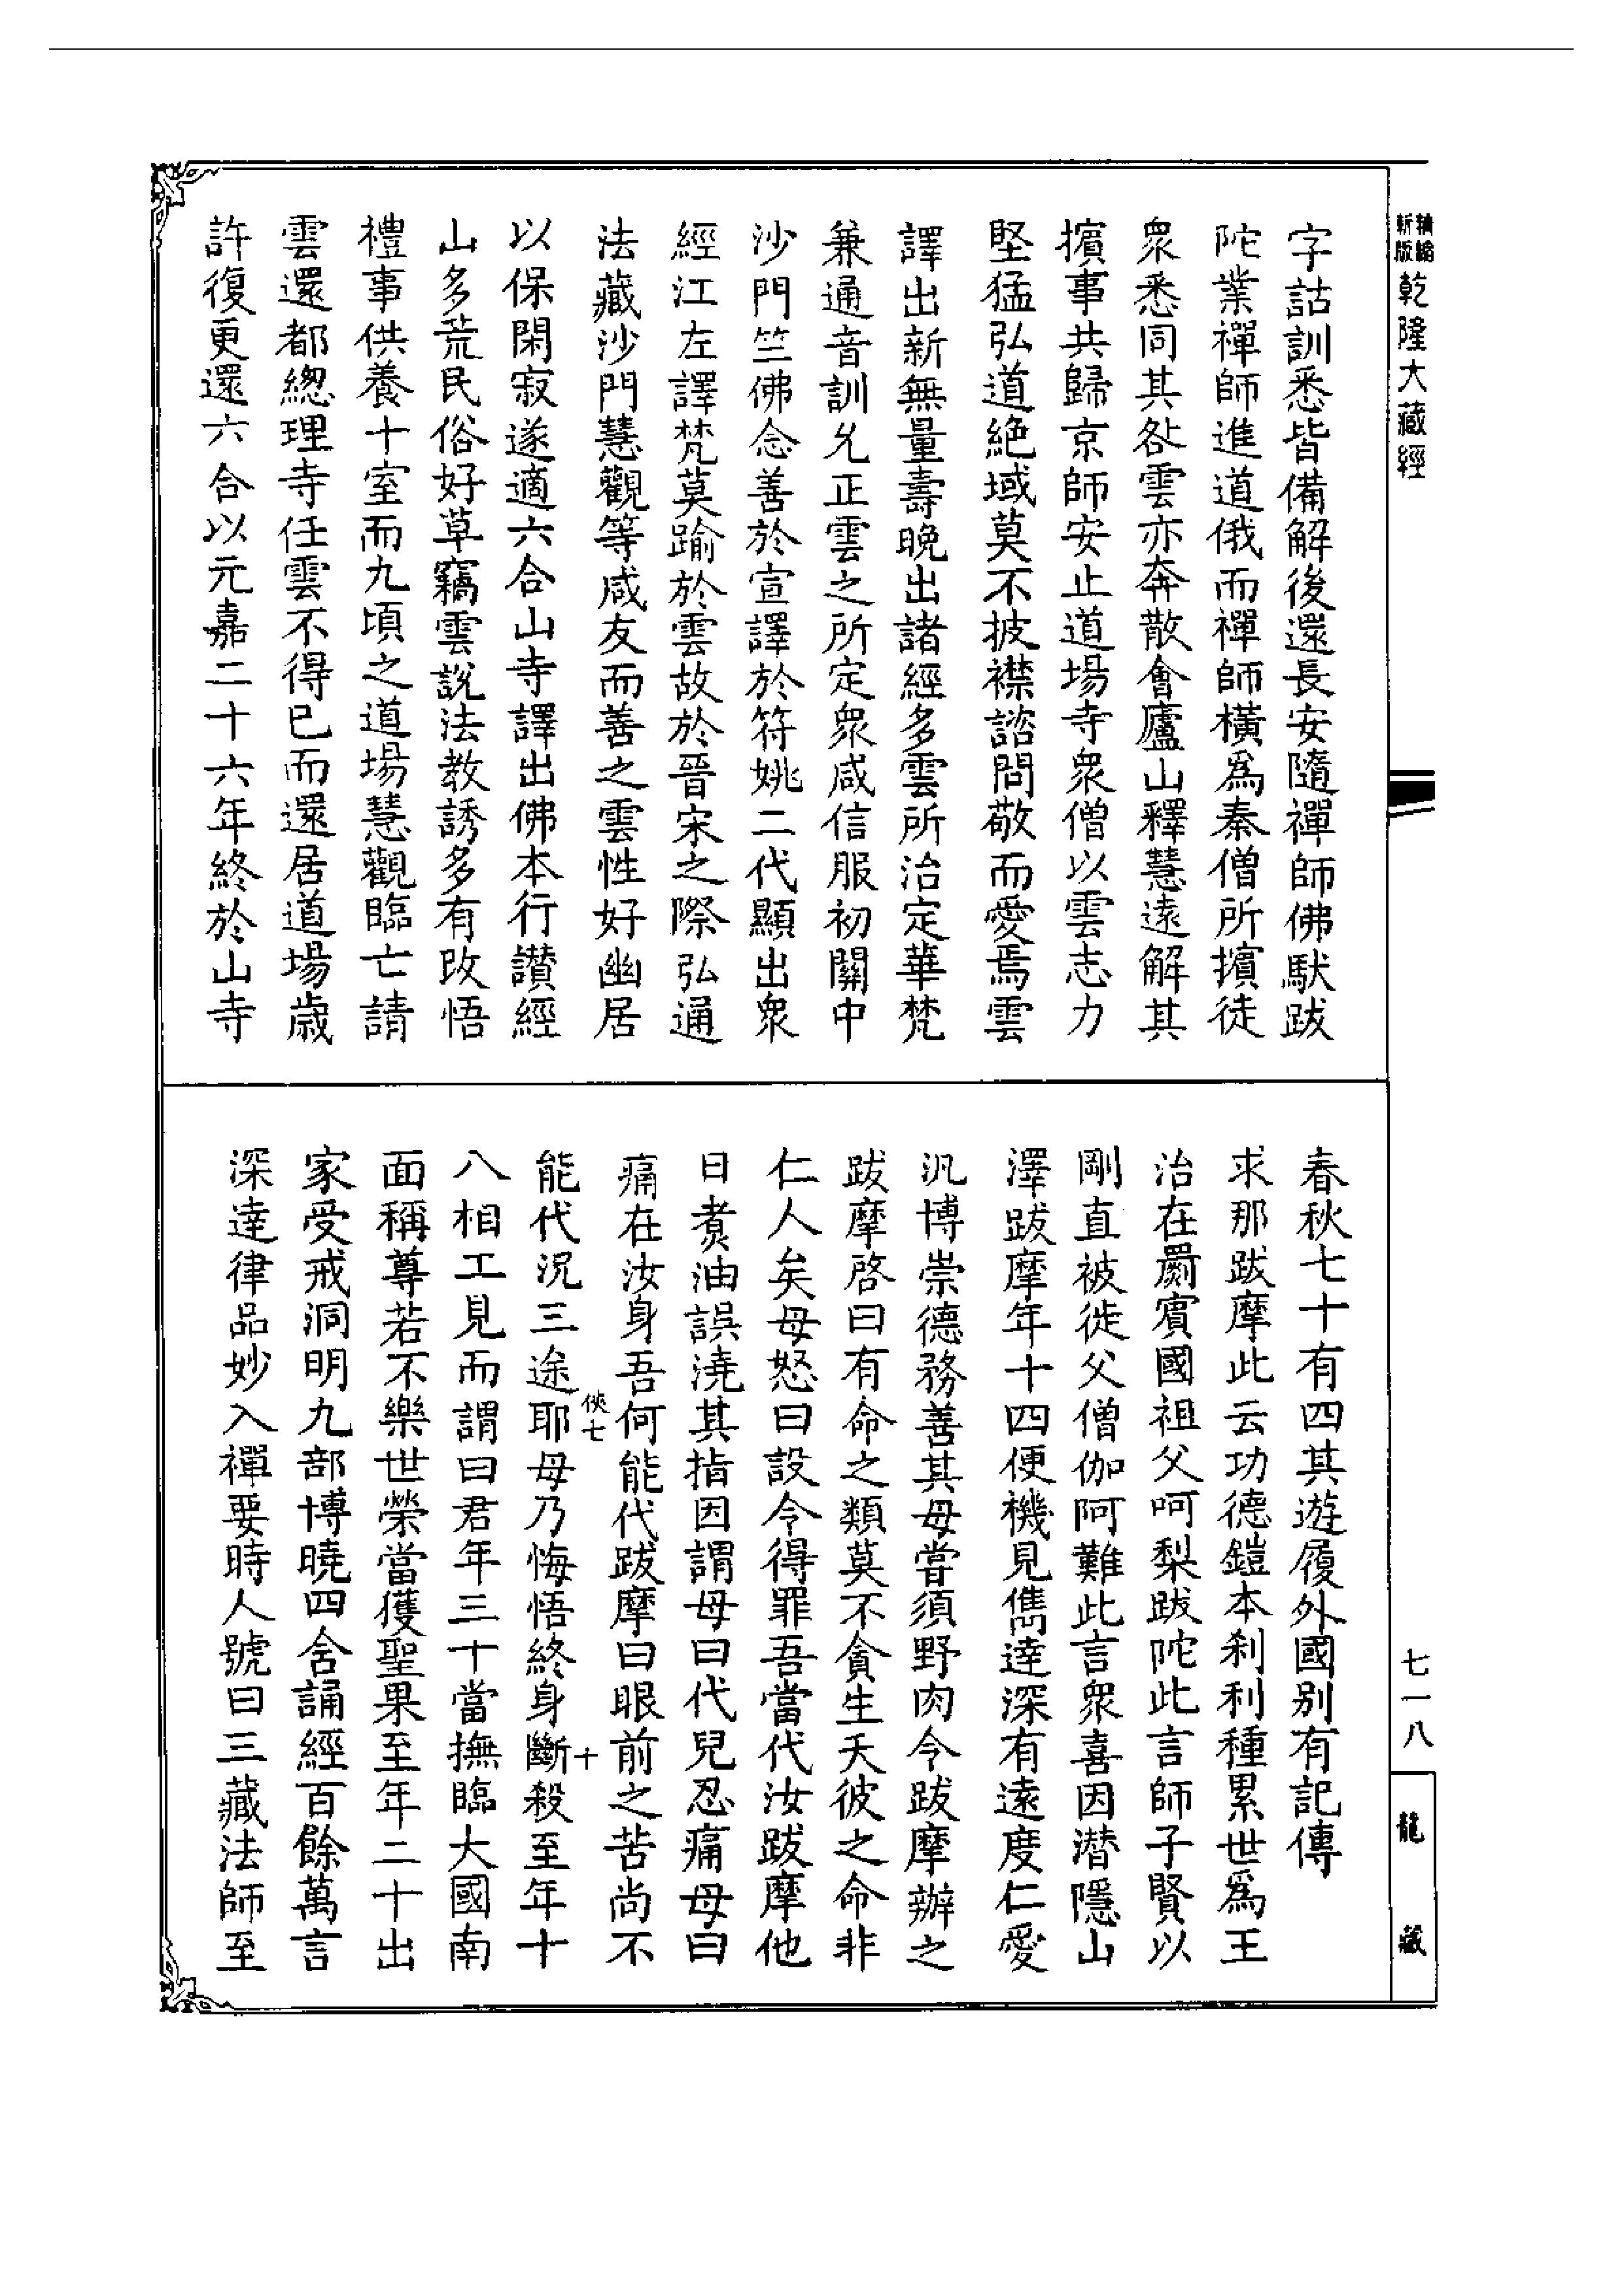 精縮
新版
乾隆大藏經
字詁訓悉皆備解後還長安隨禪師佛馱跋
陀業禪師進道俄而禪師橫爲秦僧所擯徒
衆悉同其咎雲亦奔散會廬山釋慧遠解其
擯事共歸京師安止道場寺衆僧以雲志力
堅猛弘道絶域莫不披襟諮問敬而愛焉雲
譯出新無量壽晚出諸經多雲所治定華梵
兼通音訓允正雲之所定衆咸信服初關中
沙門竺佛念善於宣譯於符姚二代顯出衆
經江左譯梵莫踰於雲故於晉宋之際弘通
法藏沙門慧觀等咸友而善之雲性好幽居
以保閑寂遂適六合山寺譯出佛本行讚經
山多荒民俗好草竊雲說法教誘多有改悟
禮事供養十室而九頃之道場慧觀臨亡請
雲還都緫理寺任雲不得已而還居道場歲
許復更還六合以元嘉二十六年終於山寺
春秋七十有四其遊履外國别有記傳
求那跋摩此云功德鎧本刹利種累世爲王
治在罽賓國祖父呵梨跋陀此言師子賢以
剛直被徙父僧伽阿難此言衆喜因潜隱山
澤跋摩年十四便機見儁達深有遠度仁愛
汎博崇德務善其母嘗須野肉令跋摩辦之
跋摩啓曰有命之類莫不貪生夭彼之命非
仁人矣母怒曰設令得罪吾當代汝跋摩他
日煑油誤澆其指因謂母曰代兒忍痛母曰
痛在汝身吾何能代跋摩曰眼前之苦尚不
俠七
十
能代況三途耶母乃悔悟終身斷殺至年十
八相工見而謂曰君年三十當撫臨大國南
面稱尊若不樂世榮當獲聖果至年二十出
家受戒洞明九部博曉四含誦經百餘萬言
深達律品妙入禪要時人號曰三藏法師至
七一八
龍藏